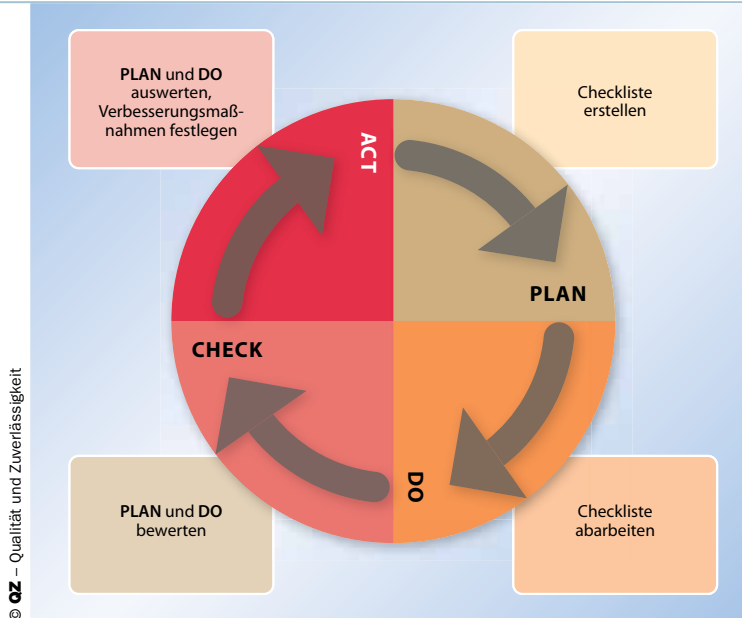 PLAN und DO
auswerten,
Verbesserungsmaß-
nahmen festlegen
Checkliste
erstellen
ACT
PLAN
CHECK
DO
PLAN und DO
bewerten
Checkliste
abarbeiten
© QZ – Qualität und Zuverlässigkeit